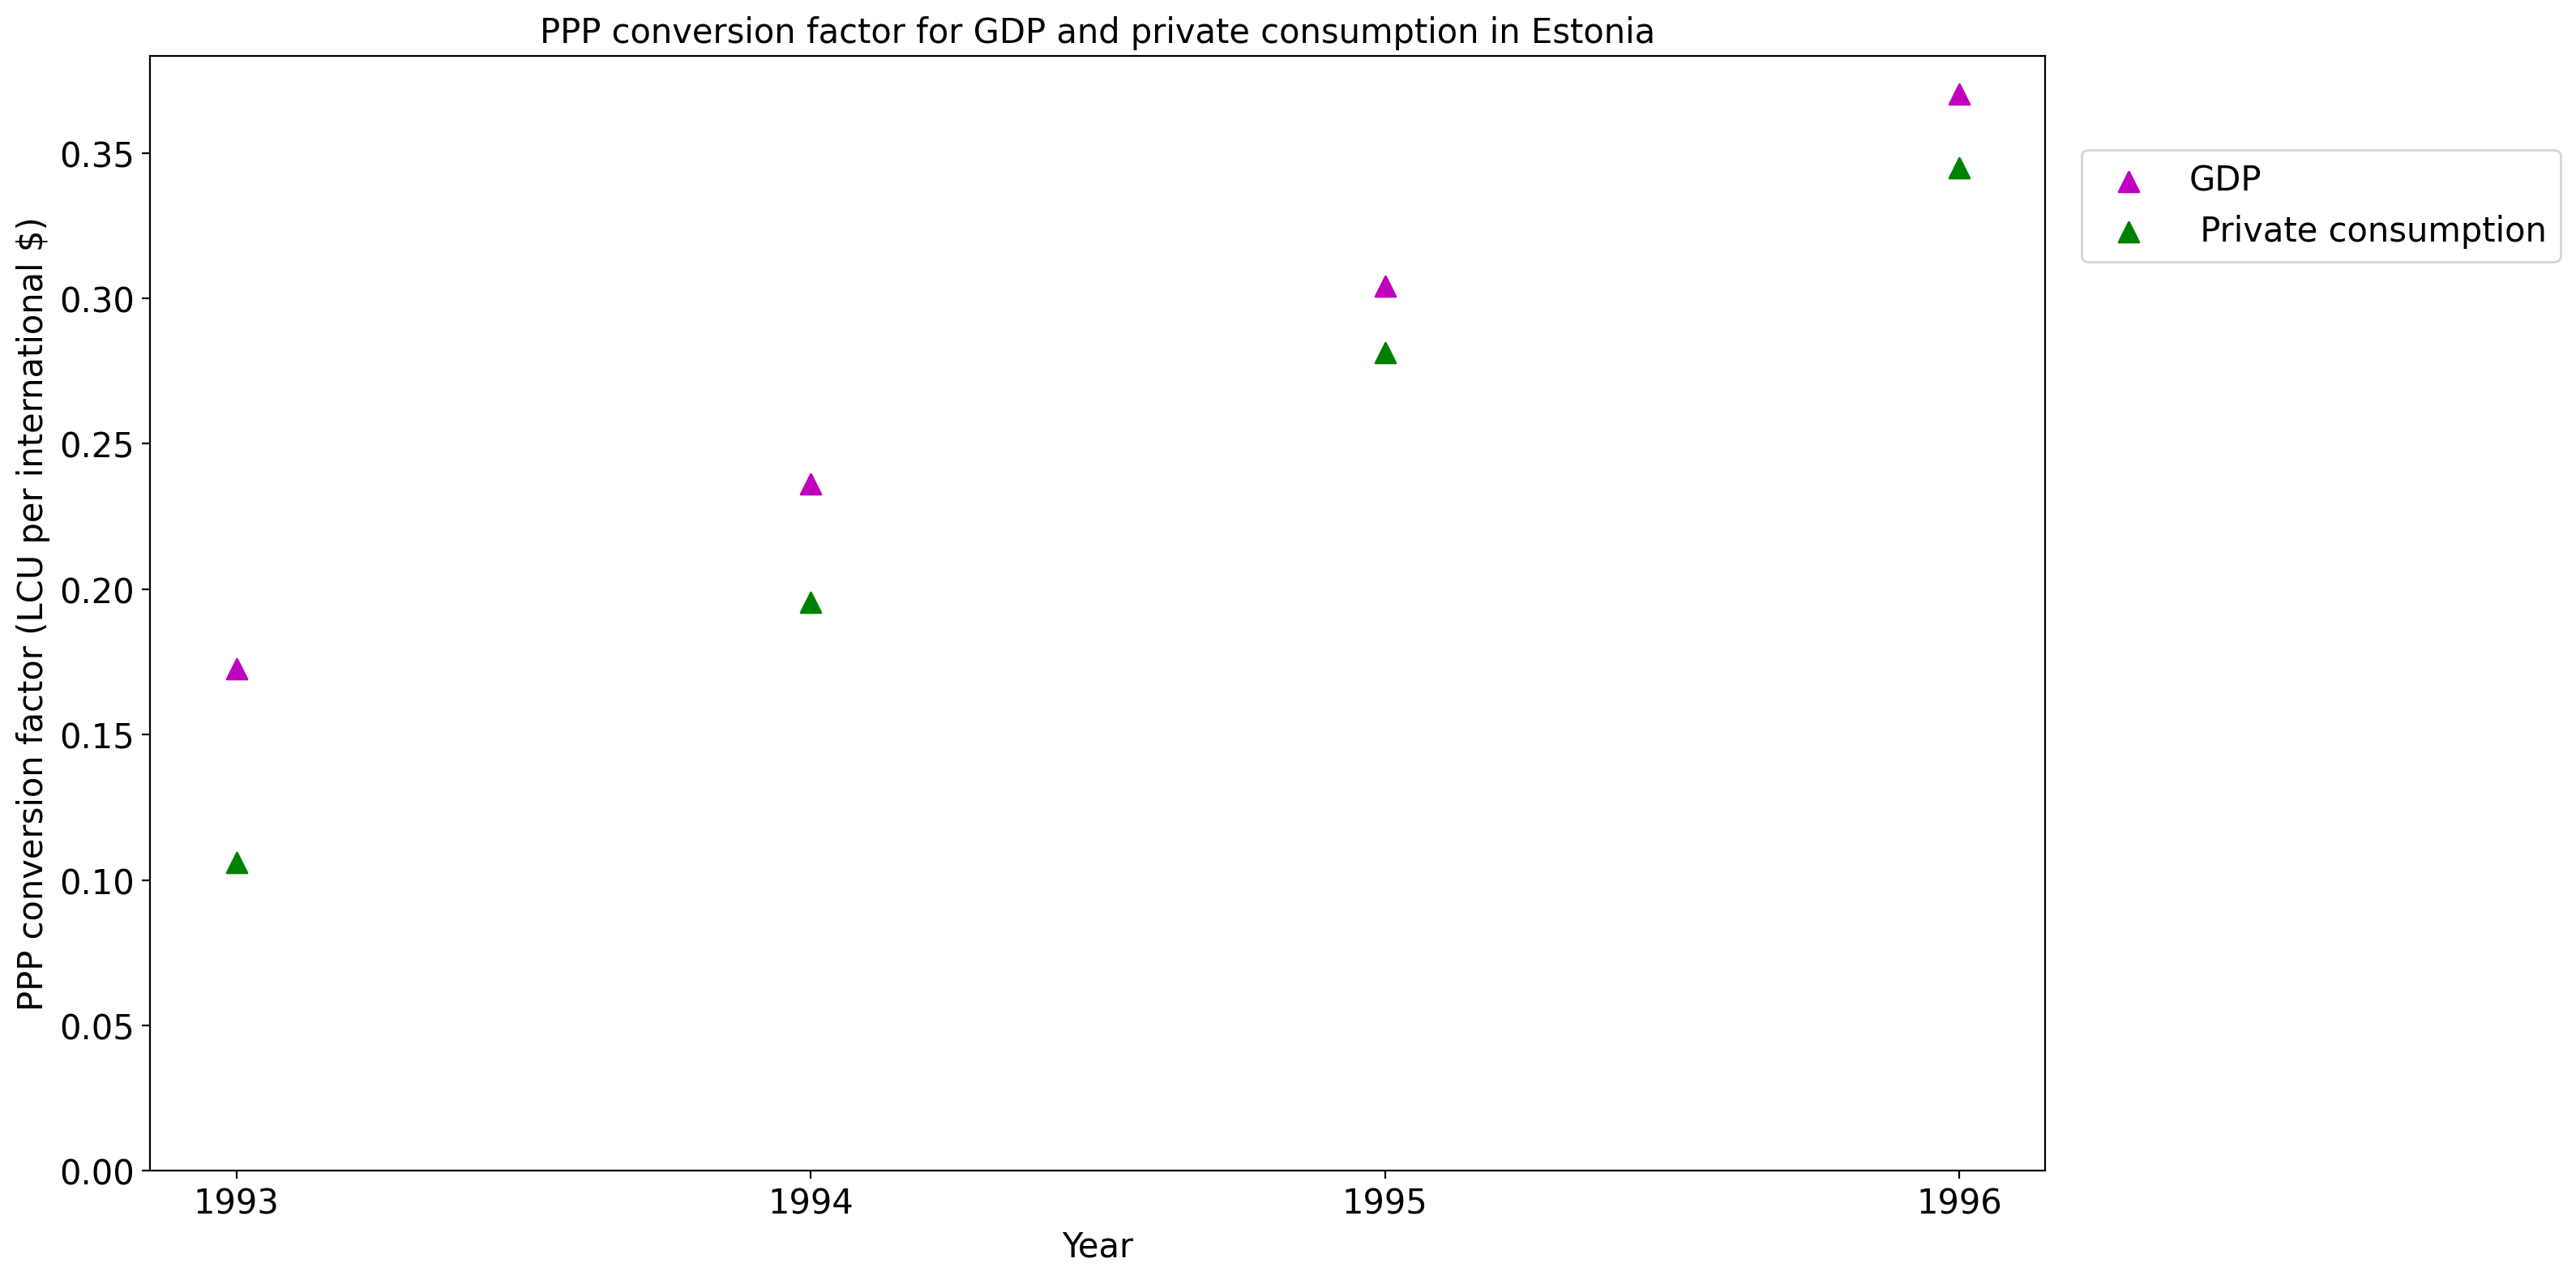 PPP conversion factor for GDP and private consumption in Estonia
PPP conversion factor (LCU per international $)
0.35
0.30
0.25
0.20
0.15
0.10
0.05
0.00
1993 1994 1995 1996
Year
GDP
Private consumption